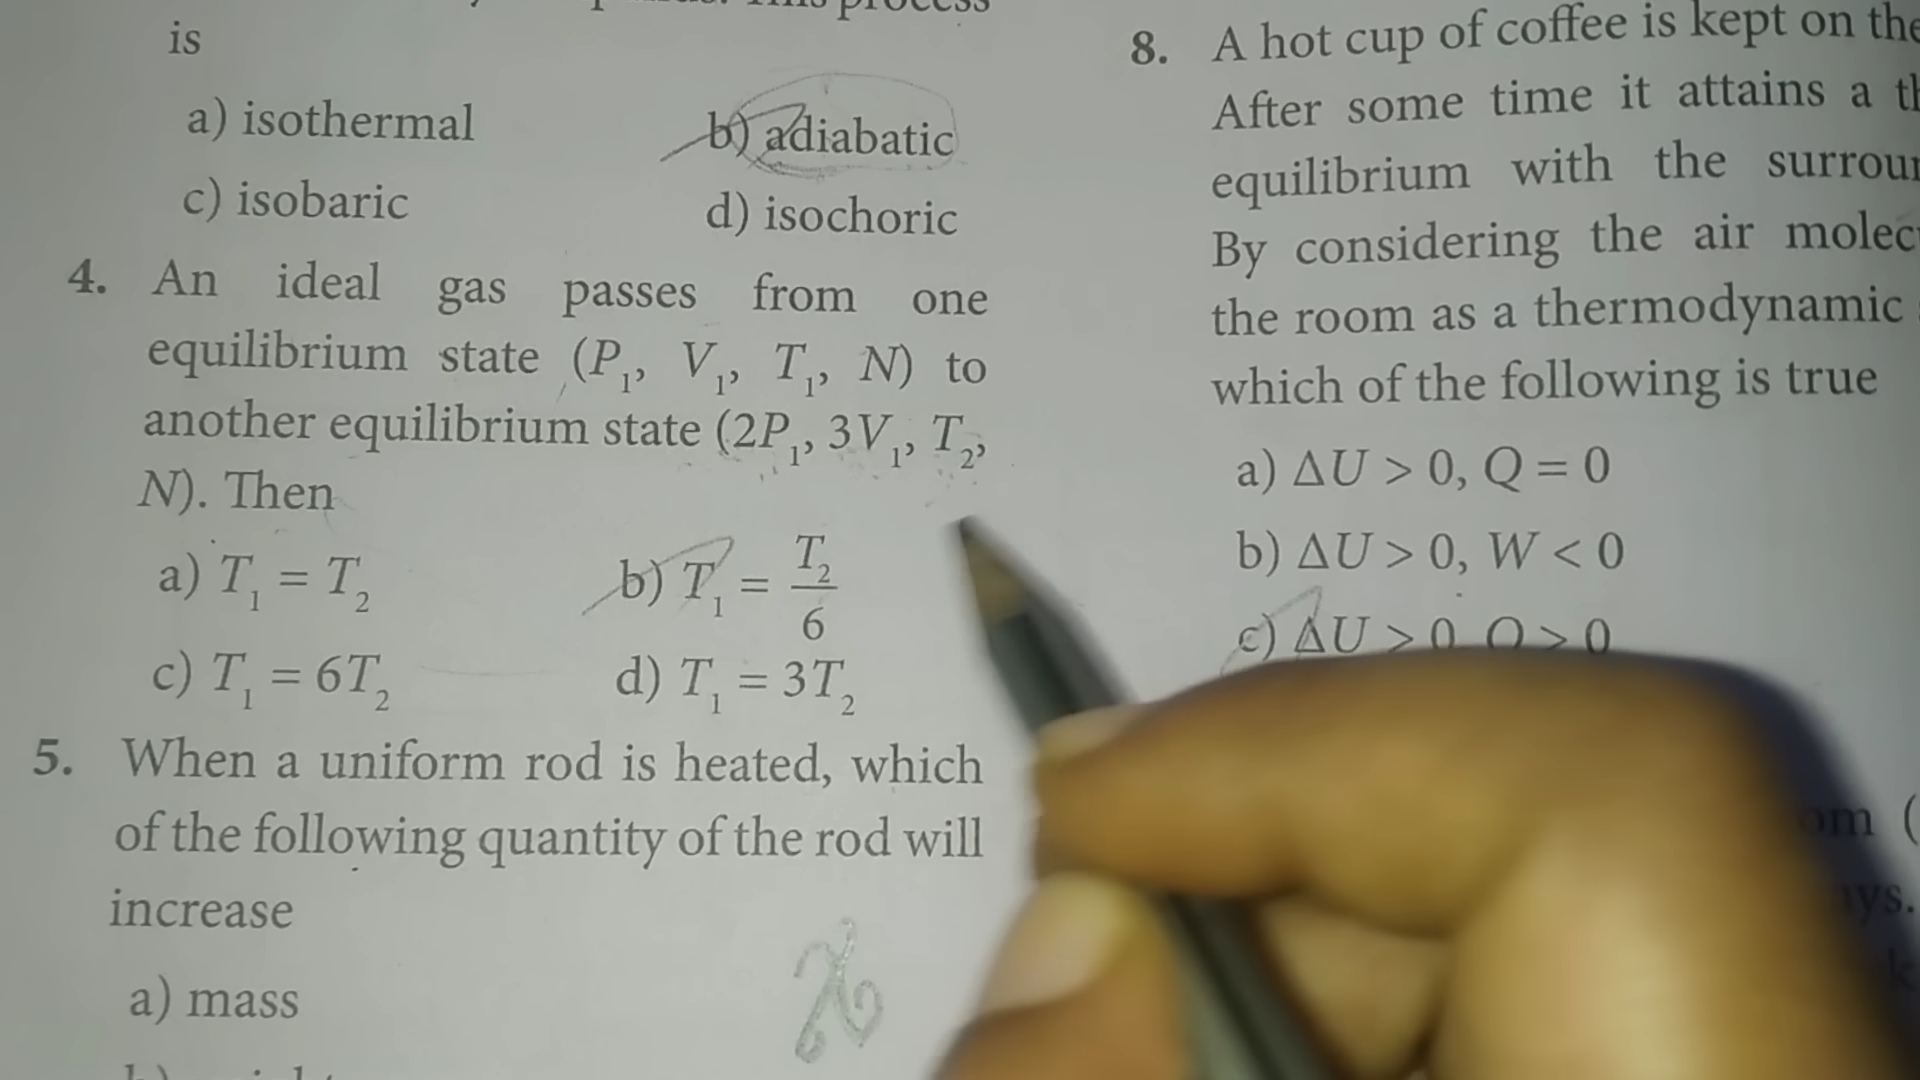 process
is
a) isothermal b) adiabatic
c) isobaric d) isochoric
4. An ideal gas passes from one
equilibrium state (P₁, V₁, T₁, N) to
another equilibrium state (2P₁, 3V₁, T₂,
N). Then
a) T₁ = T₂ b) T₁ = T₂/6
c) T₁ = 6T₂ d) T₁ = 3T₂
5. When a uniform rod is heated, which
of the following quantity of the rod will
increase
a) mass
8. A hot cup of coffee is kept on the
After some time it attains a
equilibrium with the
By considering the air
the room as a thermodynamic
which of the following is true
a) ΔU > 0, Q = 0
b) ΔU > 0, W < 0
c) ΔU > 0, Q > 0